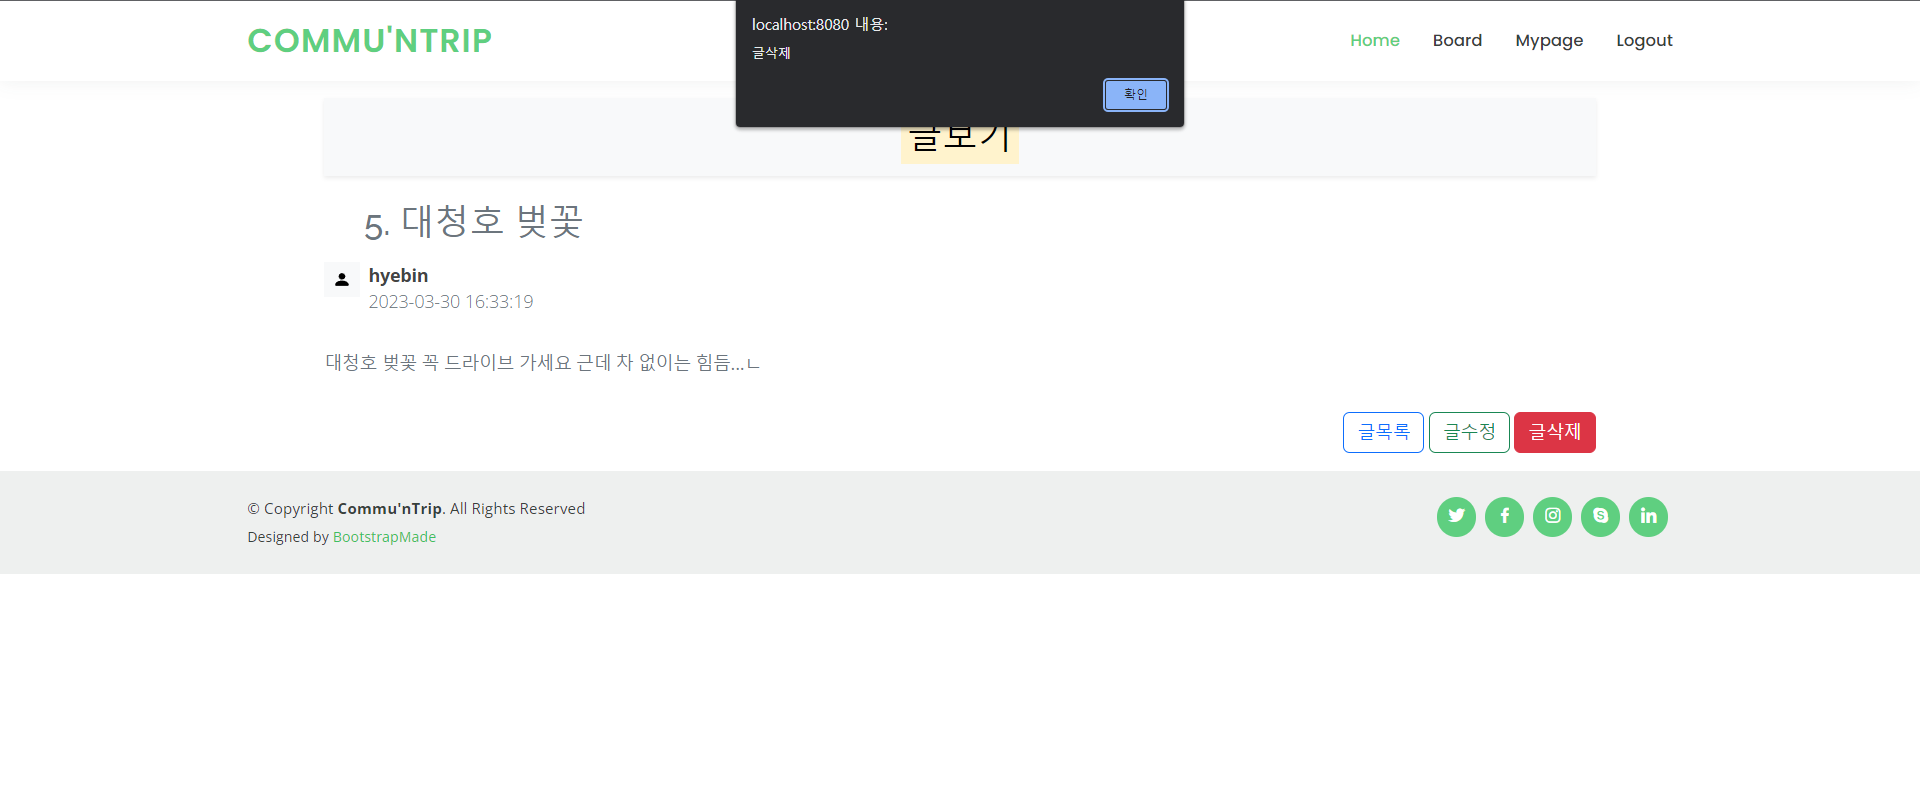 localhost:8080 내용:
글삭제
확인
COMMU'NTRIP
Home Board Mypage Logout
글보기
5. 대청호 벚꽃
hyebin
2023-03-30 16:33:19
대청호 벚꽃 꼭 드라이브 가세요 근데 차 없이는 힘듬...ㄴ
글목록 글수정 글삭제
© Copyright Commu'nTrip. All Rights Reserved
Designed by BootstrapMade